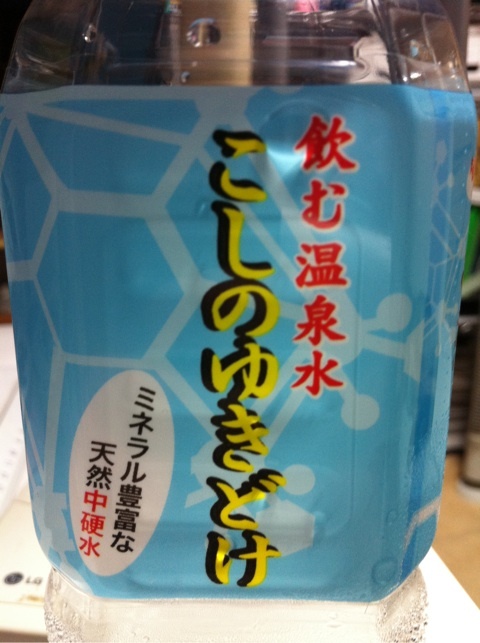 飲む温泉水
こしのゆきどけ
ミネラル豊富な
天然中硬水
LG